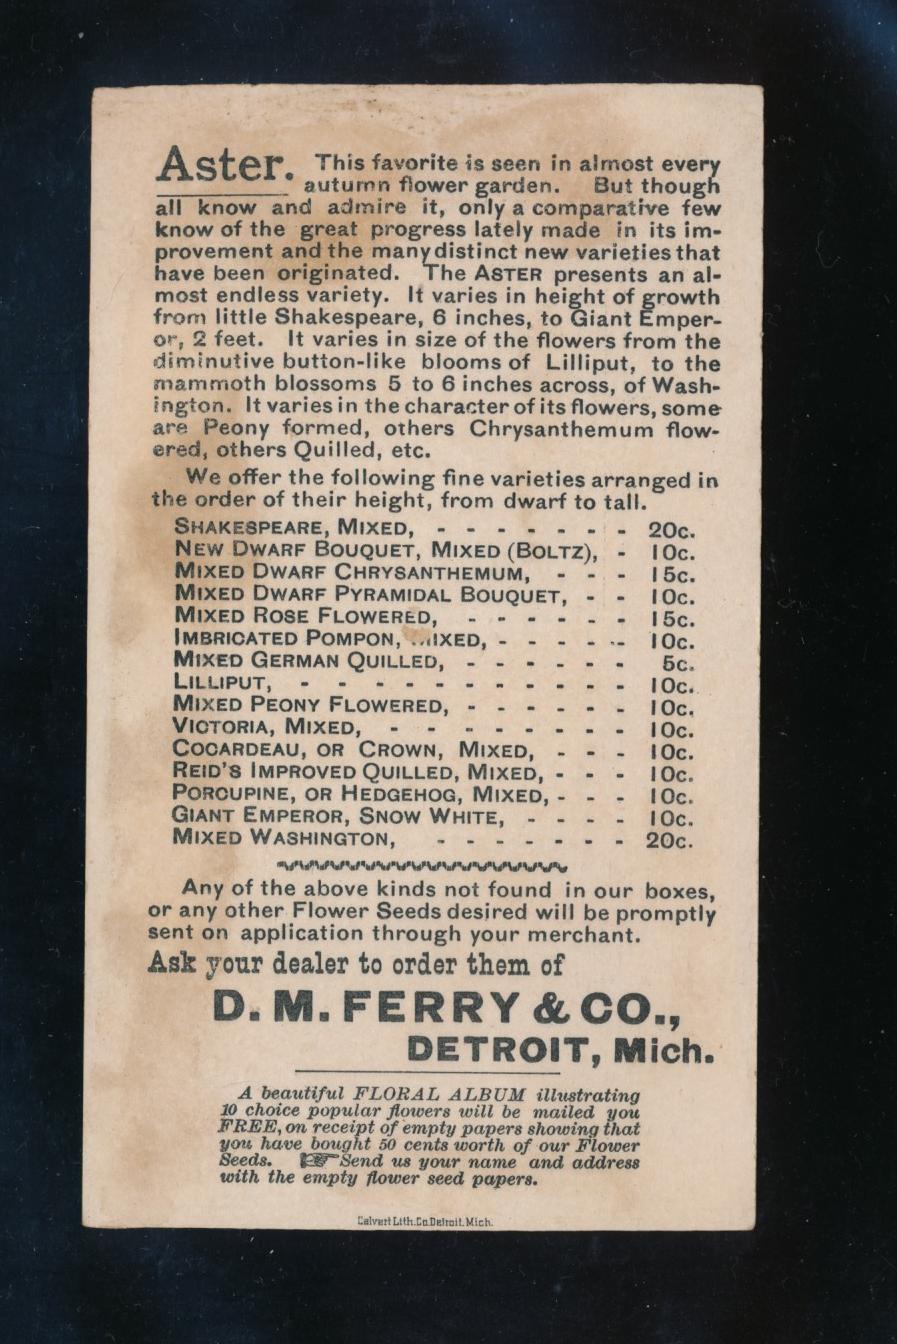 Aster. This favorite is seen in almost every
autumn flower garden. But though
all know and admire it, only a comparative few
know of the great progress lately made in its im-
provement and the many distinct new varieties that
have been originated. The ASTER presents an al-
most endless variety. It varies in height of growth
from little Shakespeare, 6 inches, to Giant Emper-
or, 2 feet. It varies in size of the flowers from the
diminutive button-like blooms of Lilliput, to the
mammoth blossoms 5 to 6 inches across, of Wash-
ington. It varies in the character of its flowers, some
are Peony formed, others Chrysanthemum flow-
ered, others Quilled, etc.
We offer the following fine varieties arranged in
the order of their height, from dwarf to tall.
SHAKESPEARE, MIXED, - - - - - - - 20c.
NEW DWARF BOUQUET, MIXED (BOLTZ), - 10c.
MIXED DWARF CHRYSANTHEMUM, - - - 15c.
MIXED DWARF PYRAMIDAL BOUQUET, - - 10c.
MIXED ROSE FLOWERED, - - - - - - 15c.
IMBRICATED POMPON, MIXED, - - - - - - 10c.
MIXED GERMAN QUILLED, - - - - - - 5c.
LILLIPUT, - - - - - - - - - - - 10c.
MIXED PEONY FLOWERED, - - - - - - 10c.
VICTORIA, MIXED, - - - - - - - - 10c.
COCARDEAU, OR CROWN, MIXED, - - - 10c.
REID'S IMPROVED QUILLED, MIXED, - - - 10c.
PORCUPINE, OR HEDGEHOG, MIXED, - - - 10c.
GIANT EMPEROR, SNOW WHITE, - - - - 10c.
MIXED WASHINGTON, - - - - - - - 20c.
Any of the above kinds not found in our boxes,
or any other Flower Seeds desired will be promptly
sent on application through your merchant.
Ask your dealer to order them of
D. M. FERRY & CO.,
DETROIT, Mich.
A beautiful FLORAL ALBUM illustrating
10 choice popular flowers will be mailed you
FREE, on receipt of empty papers showing that
you have bought 50 cents worth of our Flower
Seeds. ☞ Send us your name and address
with the empty flower seed papers.
Calvert Lith. Co. Detroit. Mich.